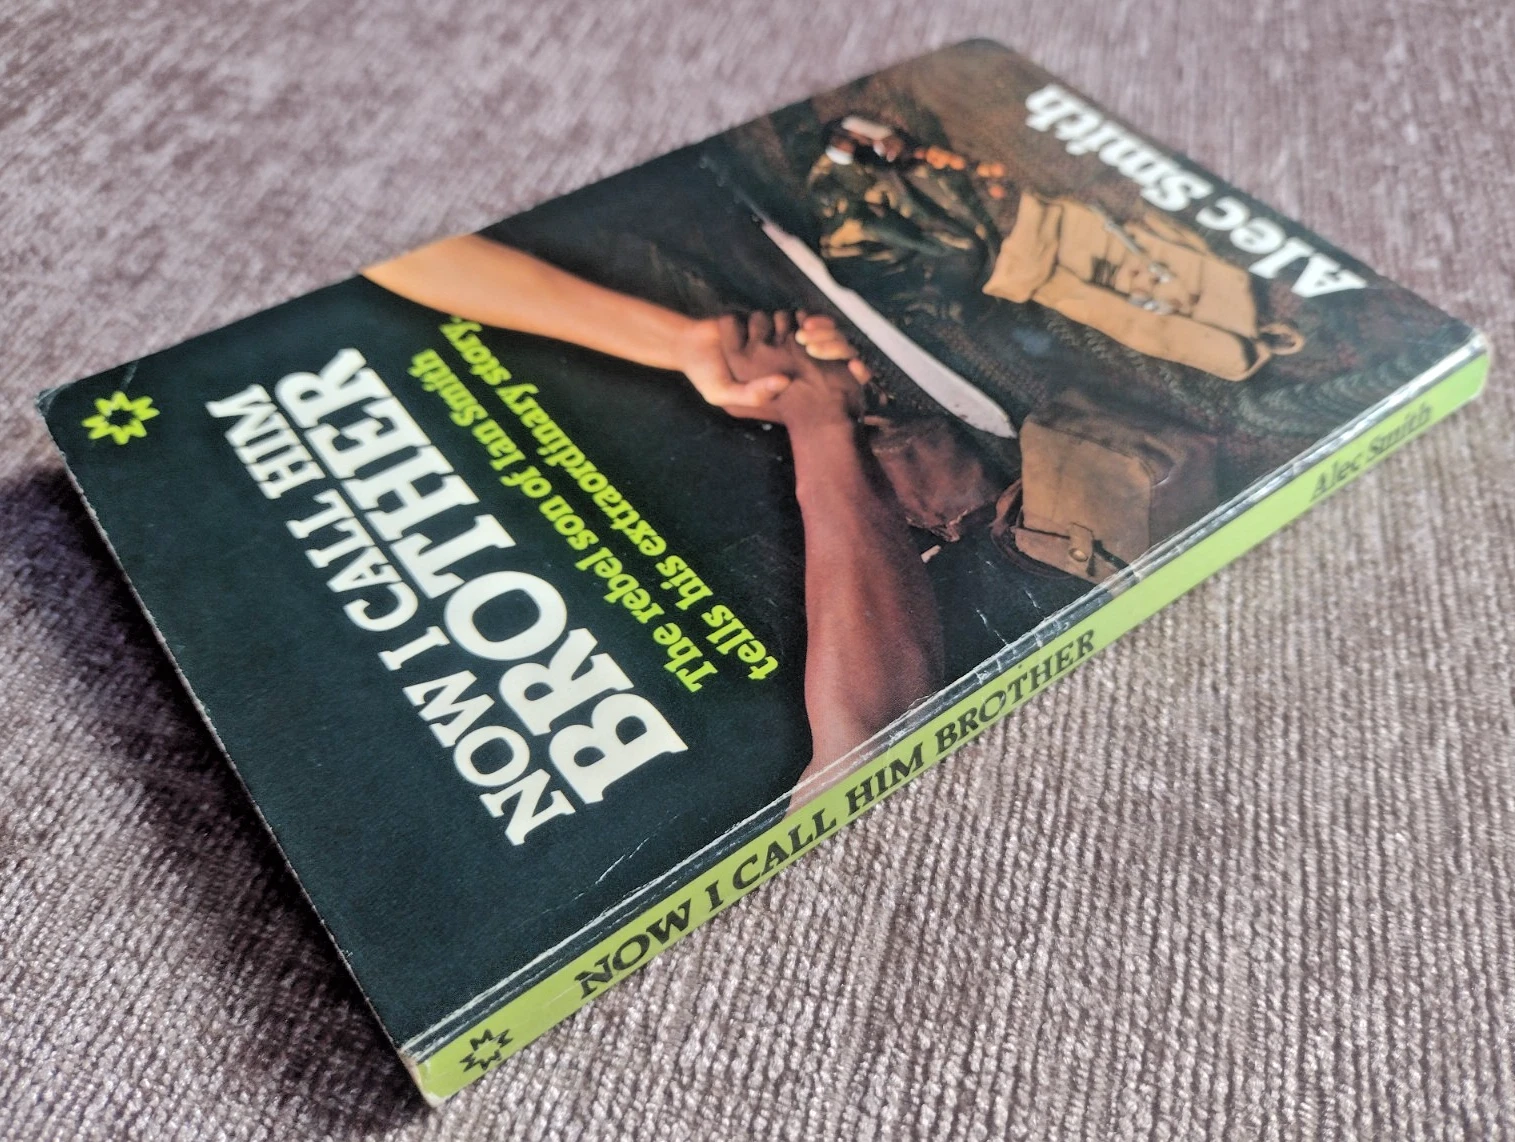 NOW I CALL HIM
BROTHER
The rebel son of Ian Smith
tells his extraordinary story.
Alec Smith
NOW I CALL HIM BROTHER
Alec Smith